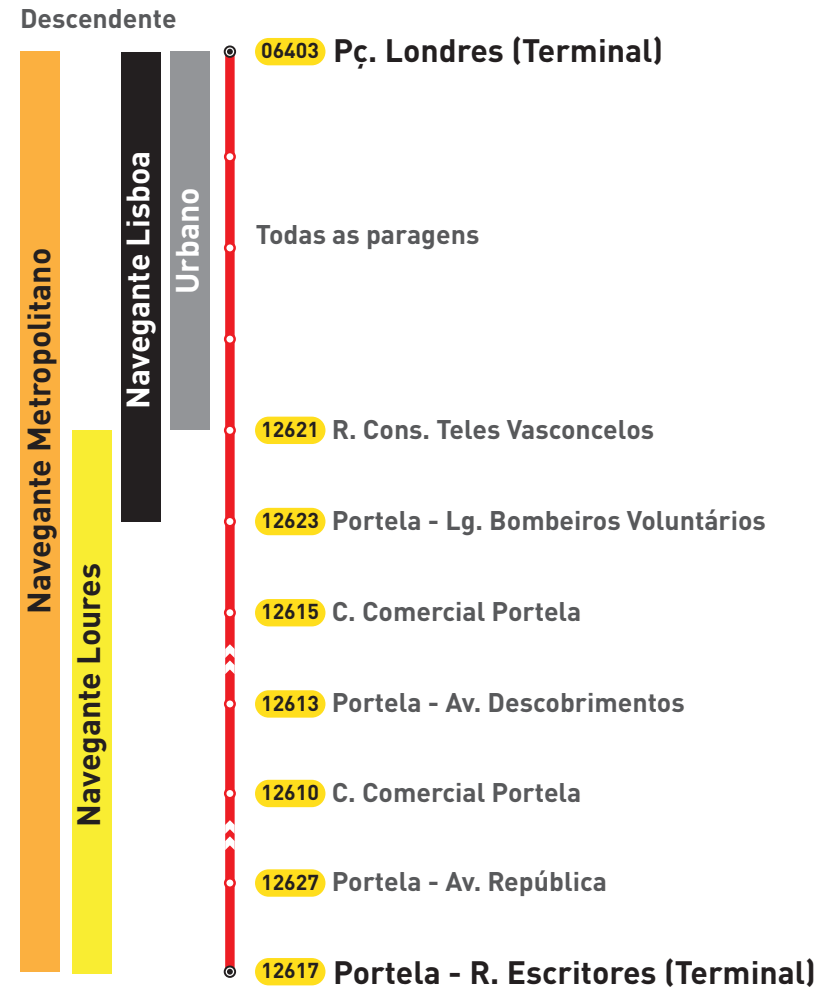 Descendente
Navegante Metropolitano
Navegante Loures
Navegante Lisboa
Urbano
06403 Pç. Londres (Terminal)
Todas as paragens
12621 R. Cons. Teles Vasconcelos
12623 Portela - Lg. Bombeiros Voluntários
12615 C. Comercial Portela
12613 Portela - Av. Descobrimentos
12610 C. Comercial Portela
12627 Portela - Av. República
12617 Portela - R. Escritores (Terminal)